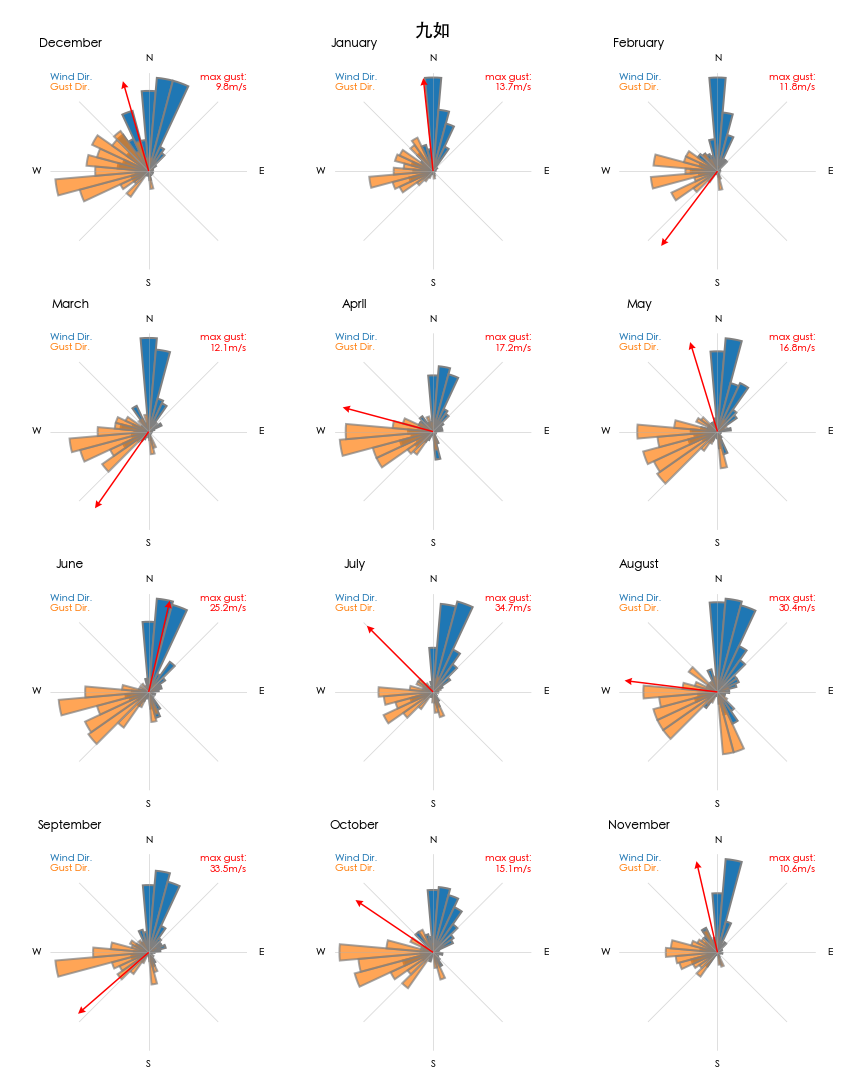 九如
December
N
Wind Dir.
Gust Dir.
max gust:
9.8m/s
W
E
S
January
N
Wind Dir.
Gust Dir.
max gust:
13.7m/s
W
E
S
February
N
Wind Dir.
Gust Dir.
max gust:
11.8m/s
W
E
S
March
N
Wind Dir.
Gust Dir.
max gust:
12.1m/s
W
E
S
April
N
Wind Dir.
Gust Dir.
max gust:
17.2m/s
W
E
S
May
N
Wind Dir.
Gust Dir.
max gust:
16.8m/s
W
E
S
June
N
Wind Dir.
Gust Dir.
max gust:
25.2m/s
W
E
S
July
N
Wind Dir.
Gust Dir.
max gust:
34.7m/s
W
E
S
August
N
Wind Dir.
Gust Dir.
max gust:
30.4m/s
W
E
S
September
N
Wind Dir.
Gust Dir.
max gust:
33.5m/s
W
E
S
October
N
Wind Dir.
Gust Dir.
max gust:
15.1m/s
W
E
S
November
N
Wind Dir.
Gust Dir.
max gust:
10.6m/s
W
E
S